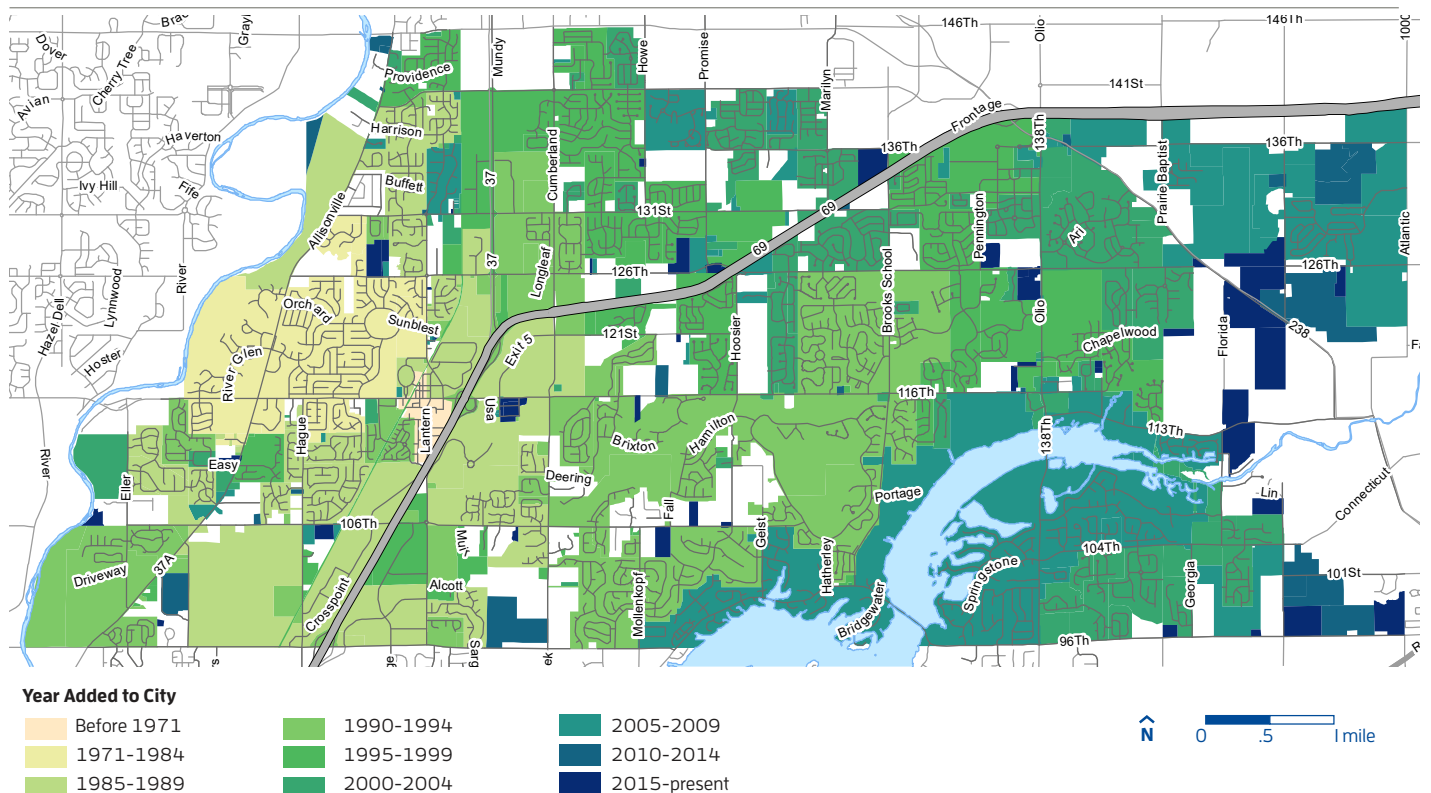 146Th
146Th
Olio
Dover
Cherry Tree
Mundy
Howe
Promise
Marilyn
Avian
Providence
141St
Frontage
Haverton
Harrison
Cumberland
136Th
138Th
136Th
Ivy Hill
Fife
Buffett
37
Prairie Baptist
Allisonville
131St
69
Pennington
Ari
Atlantic
69
River
37
Longleaf
126Th
Brooks School
126Th
Hazel Dell
Lynwood
Orchard
Sunblest
121St
Hoosier
Olio
Chapelwood
Florida
238
Hoster
River Glen
Exit 5
116Th
Hague
Lantern
Usa
Brixton
Hamilton
138Th
113Th
River
Easy
Eller
Deering
Portage
Lin
Connecticut
106Th
Fall
Geist
Muir
Hatherley
104Th
Driveway
37A
Crosspoint
Alcott
Mollenkopf
Bridgewater
Springstone
Georgia
101St
96Th
Year Added to City
Before 1971
1971-1984
1985-1989
1990-1994
1995-1999
2000-2004
2005-2009
2010-2014
2015-present
N
0 .5 1 mile